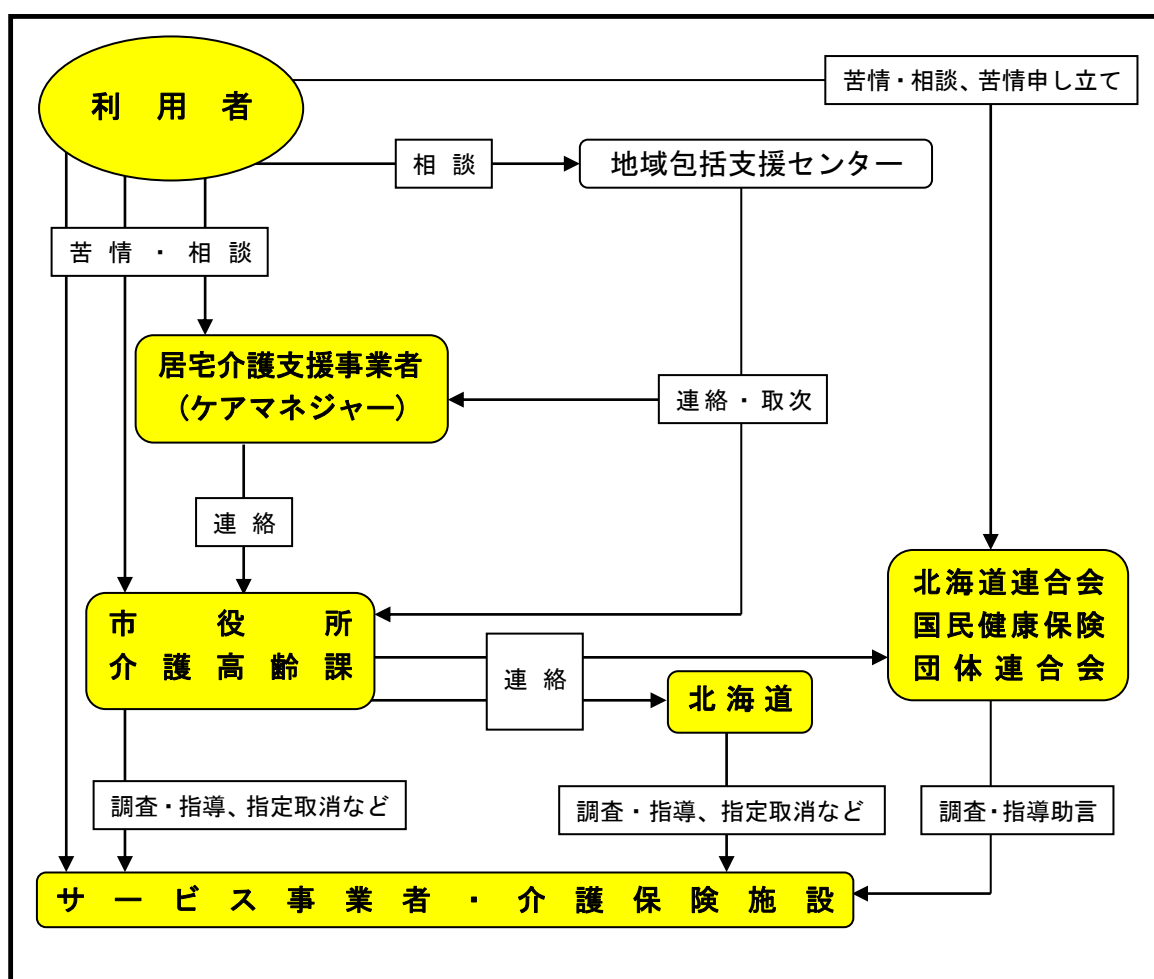 利用者
苦情・相談、苦情申し立て
相談
地域包括支援センター
苦情・相談
居宅介護支援事業者
(ケアマネジャー)
連絡・取次
連絡
市役所
介護高齢課
連絡
北海道
北海道連合会
国民健康保険
団体連合会
調査・指導、指定取消など
調査・指導、指定取消など
調査・指導助言
サービス事業者・介護保険施設